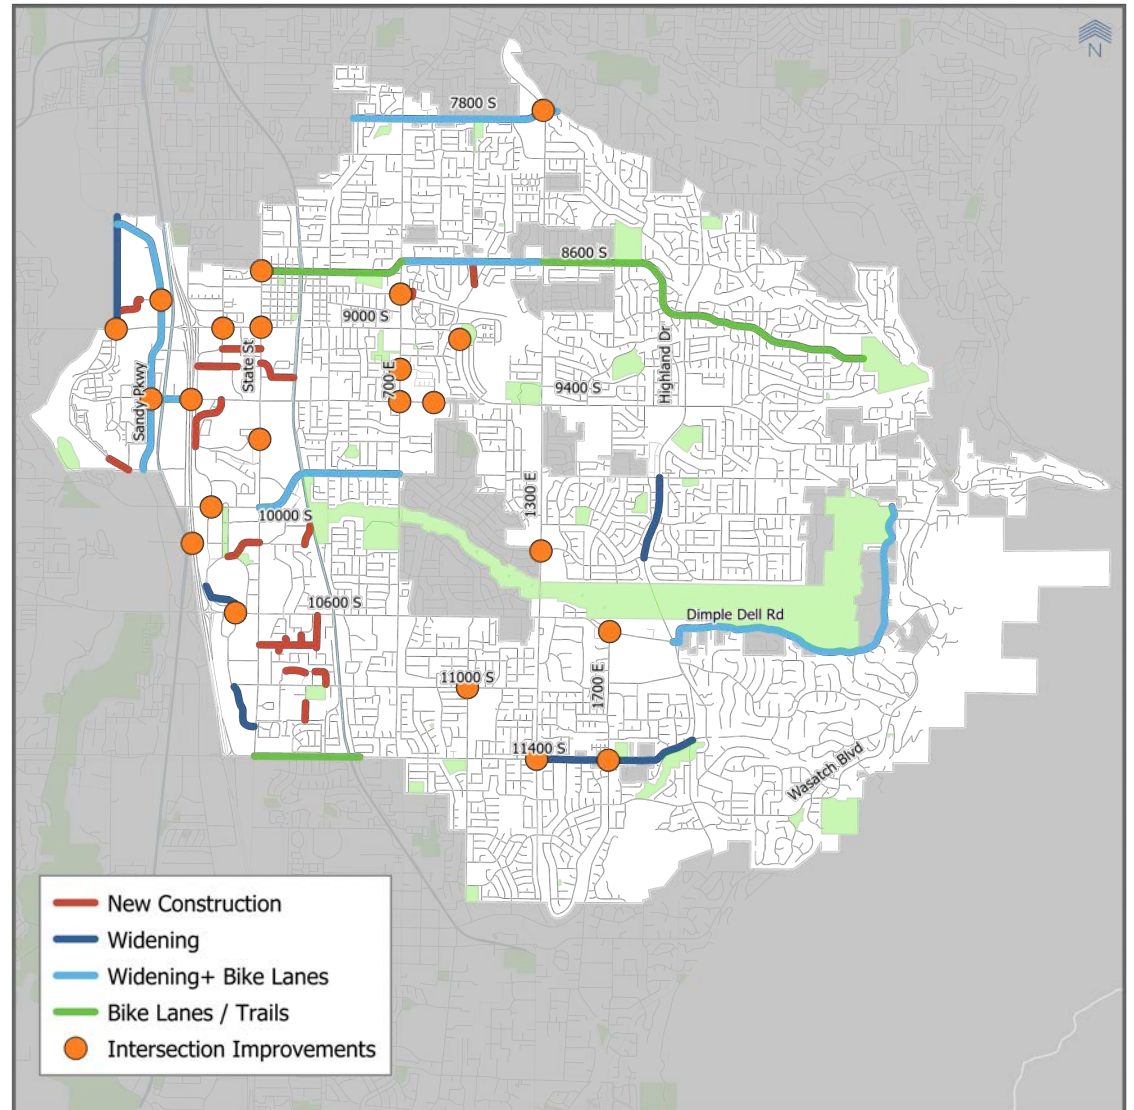 N
7800 S
8600 S
9000 S
State St
Highland Dr
700 E
9400 S
Sandy Pkwy
1300 E
10000 S
10600 S
Dimple Dell Rd
1700 E
11000 S
11400 S
Wasatch Blvd
New Construction
Widening
Widening+ Bike Lanes
Bike Lanes / Trails
Intersection Improvements